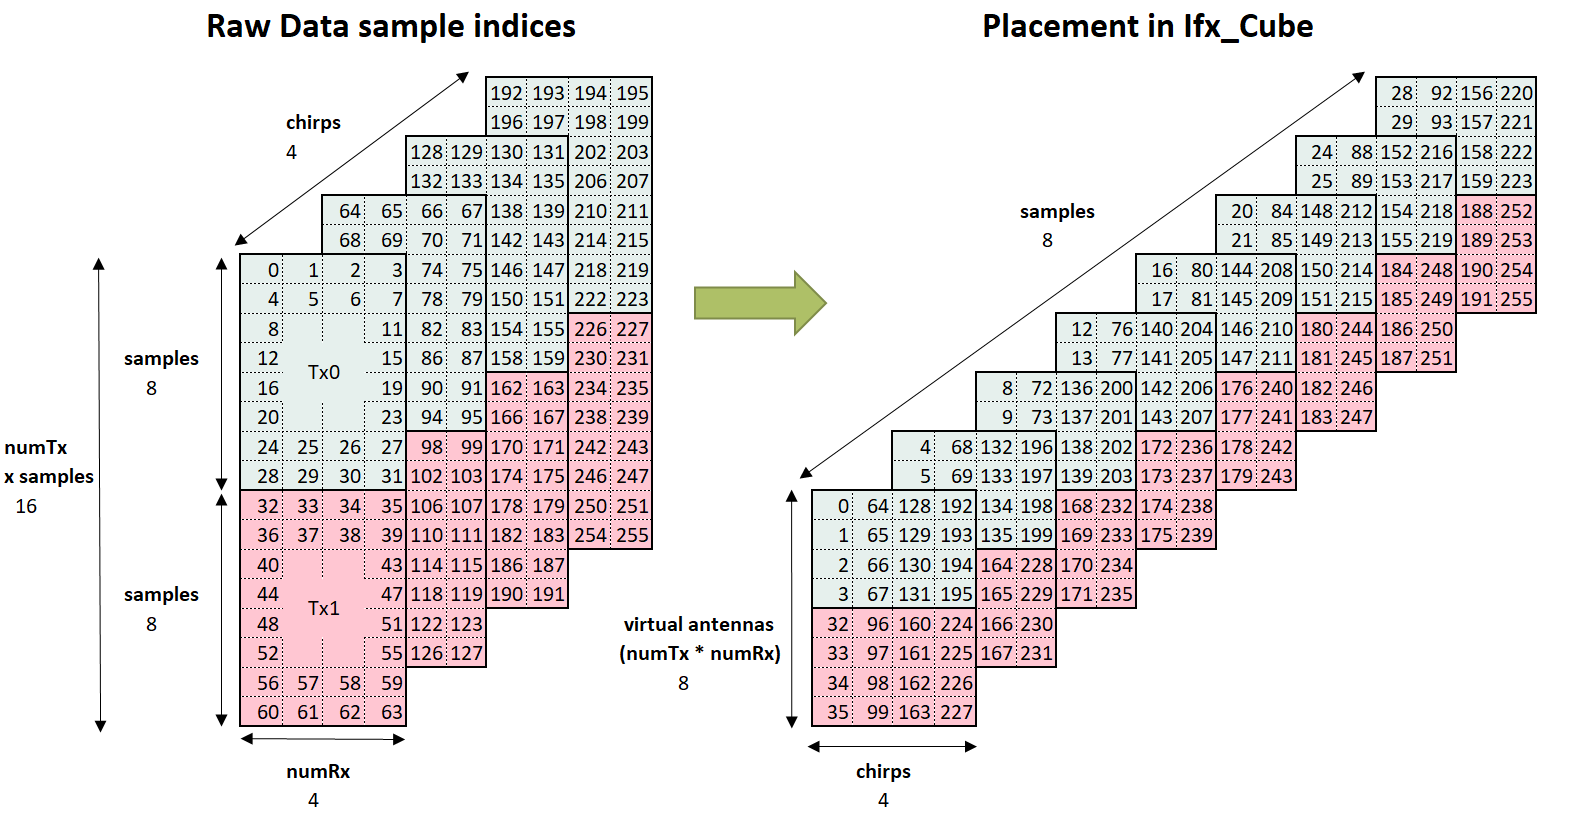 Raw Data sample indices
chirps
4
192 193 194 195
196 197 198 199
128 129 130 131 202 203
132 133 134 135 206 207
64 65 66 67 138 139 210 211
68 69 70 71 142 143 214 215
0 1 2 3 74 75 146 147 218 219
4 5 6 7 78 79 150 151 222 223
8 11 82 83 154 155 226 227
12 15 86 87 158 159 230 231
Tx0
16 19 90 91 162 163 234 235
20 23 94 95 166 167 238 239
24 25 26 27 98 99 170 171 242 243
28 29 30 31 102 103 174 175 246 247
32 33 34 35 106 107 178 179 250 251
36 37 38 39 110 111 182 183 254 255
40 43 114 115 186 187
44 47 118 119 190 191
Tx1
48 51 122 123
52 55 126 127
56 57 58 59
60 61 62 63
samples
8
numTx
x samples
16
samples
8
numRx
4
Placement in Ifx_Cube
samples
8
28 92 156 220
29 93 157 221
24 88 152 216 158 222
25 89 153 217 159 223
20 84 148 212 154 218 188 252
21 85 149 213 155 219 189 253
16 80 144 208 150 214 184 248 190 254
17 81 145 209 151 215 185 249 191 255
12 76 140 204 146 210 180 244 186 250
13 77 141 205 147 211 181 245 187 251
8 72 136 200 142 206 176 240 182 246
9 73 137 201 143 207 177 241 183 247
4 68 132 196 138 202 172 236 178 242
5 69 133 197 139 203 173 237 179 243
0 64 128 192 134 198 168 232 174 238
1 65 129 193 135 199 169 233 175 239
2 66 130 194 164 228 170 234
3 67 131 195 165 229 171 235
32 96 160 224 166 230
33 97 161 225 167 231
34 98 162 226
35 99 163 227
virtual antennas
(numTx * numRx)
8
chirps
4